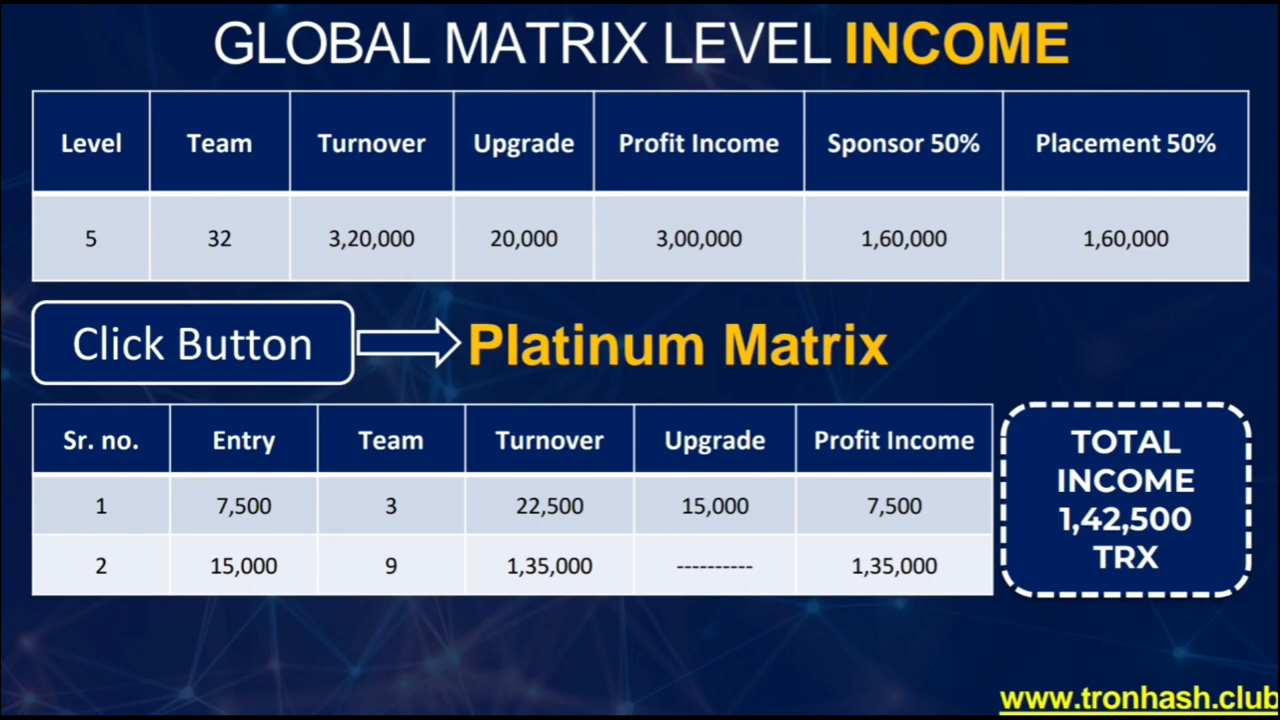 GLOBAL MATRIX LEVEL INCOME
Level Team Turnover Upgrade Profit Income Sponsor 50% Placement 50%
5 32 3,20,000 20,000 3,00,000 1,60,000 1,60,000
Click Button Platinum Matrix
Sr. no. Entry Team Turnover Upgrade Profit Income
1 7,500 3 22,500 15,000 7,500
2 15,000 9 1,35,000 ---------- 1,35,000
TOTAL
INCOME
1,42,500
TRX
www.tronhash.club